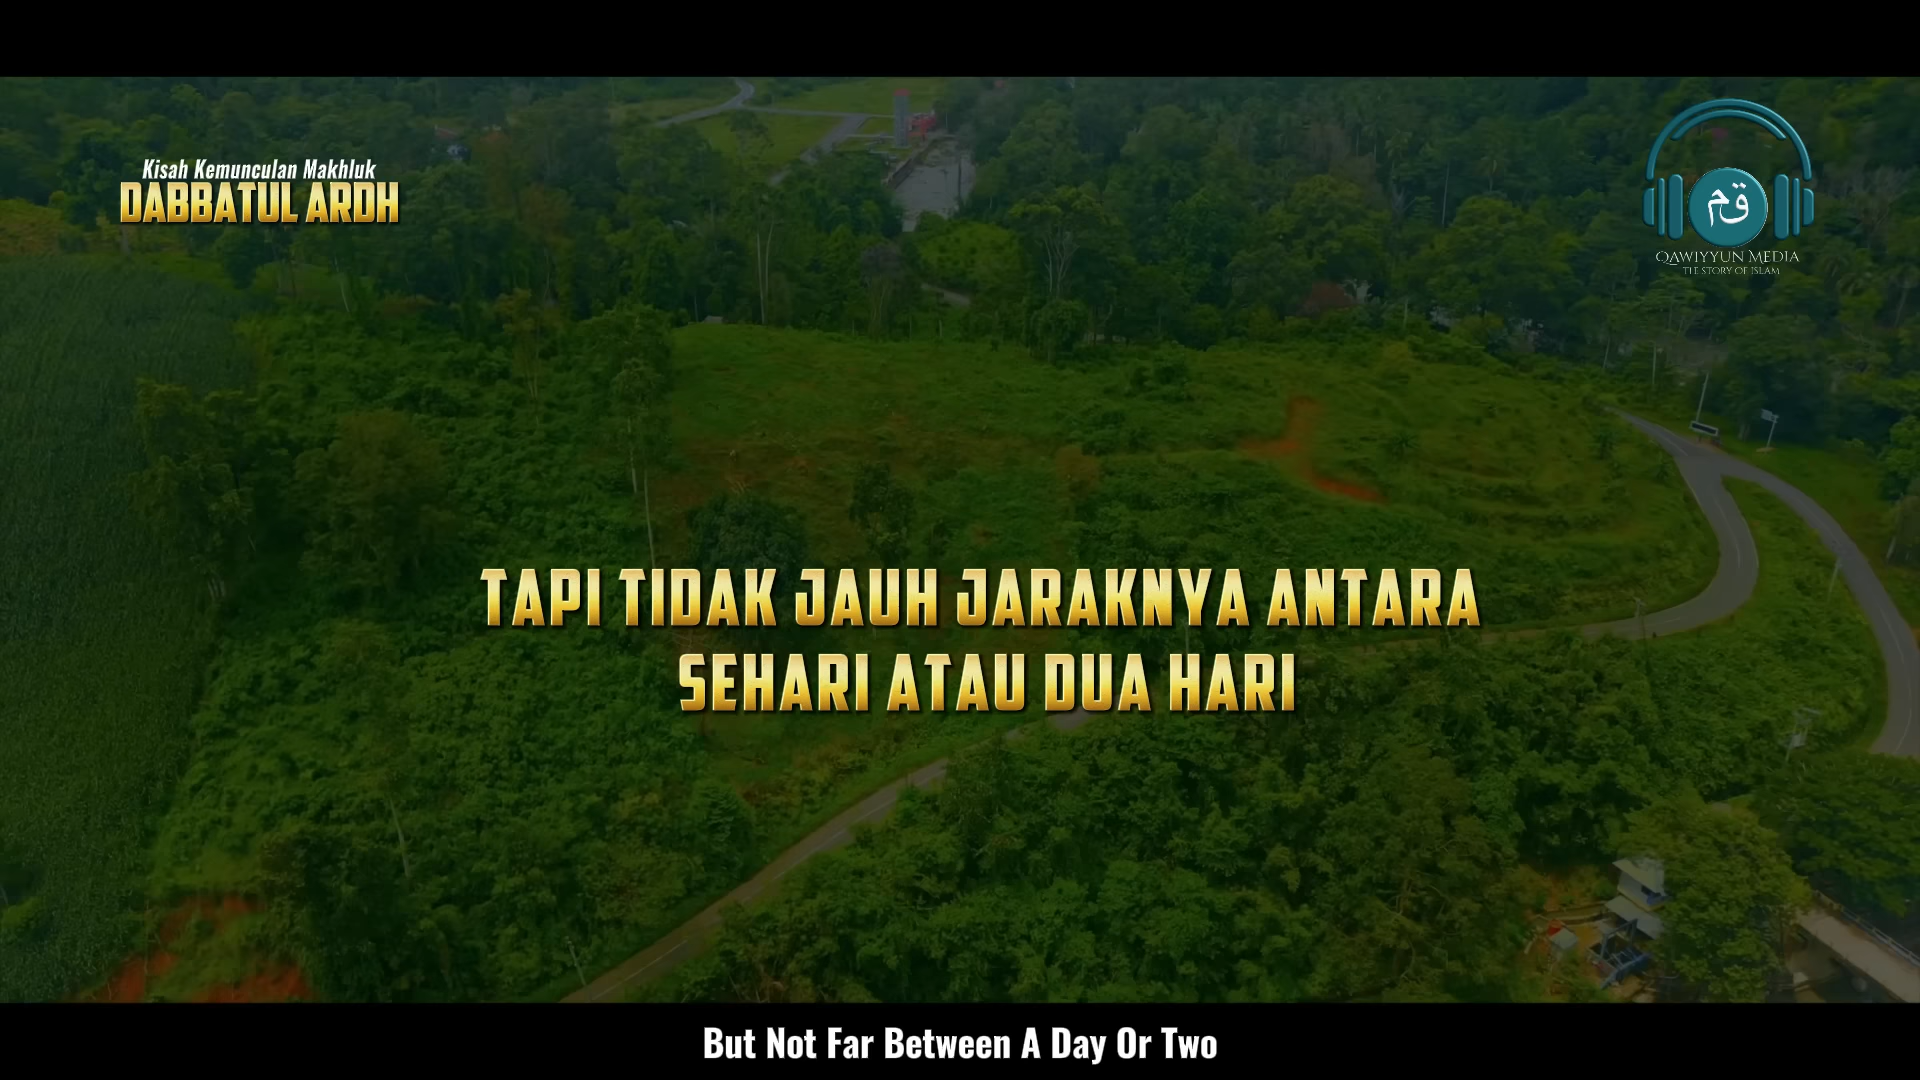 Kisah Kemunculan Makhluk
DABBATUL ARDH
قم
QAWIYYUN MEDIA
THE STORY OF ISLAM
TAPI TIDAK JAUH JARAKNYA ANTARA
SEHARI ATAU DUA HARI
But Not Far Between A Day Or Two